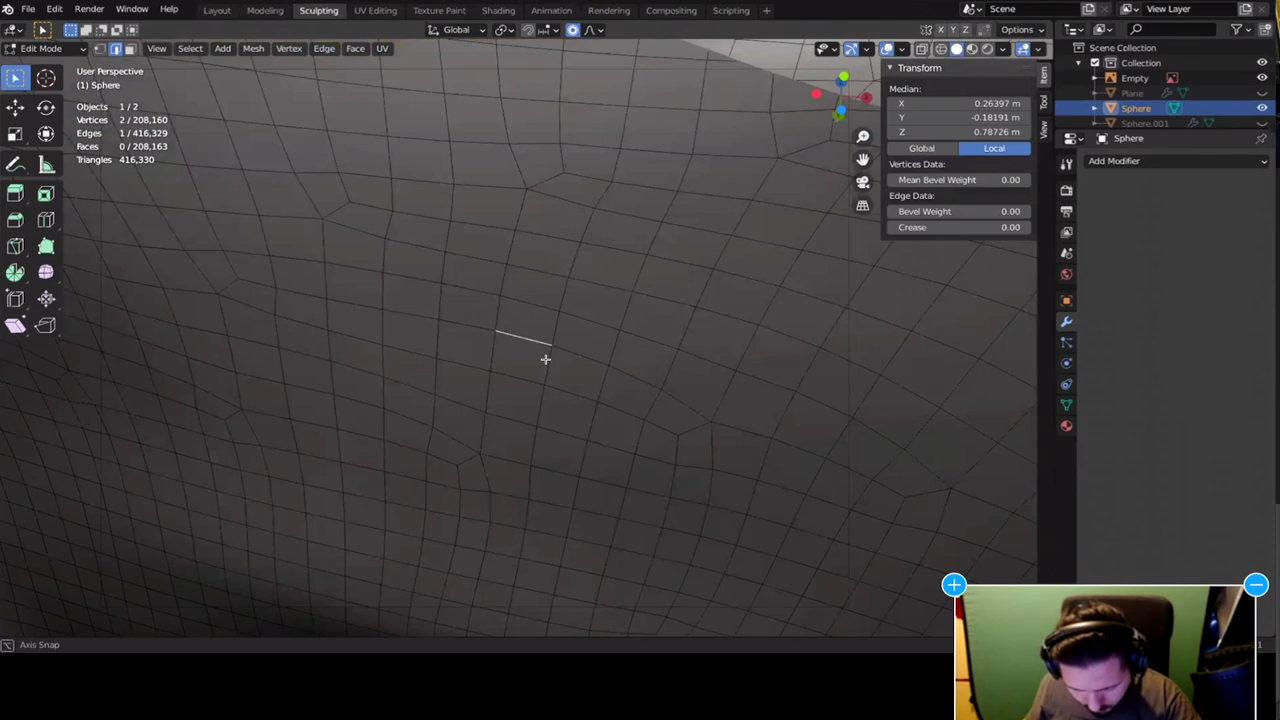 File Edit Render Window Help Layout Modeling Sculpting UV Editing Texture Paint Shading Animation Rendering Compositing Scripting + Scene View Layer
Global X Y Z Options
Edit Mode View Select Add Mesh Vertex Edge Face UV
User Perspective
(1) Sphere
Objects 1 / 2
Vertices 2 / 208,160
Edges 1 / 416,329
Faces 0 / 208,163
Triangles 416,330
Transform
Median:
X 0.26397 m
Y -0.18191 m
Z 0.78726 m
Global Local
Vertices Data:
Mean Bevel Weight 0.00
Edge Data:
Bevel Weight 0.00
Crease 0.00
Item
Tool
View
Scene Collection
Collection
Empty
Plane
Sphere
Sphere.001
Sphere
Add Modifier
Axis Snap